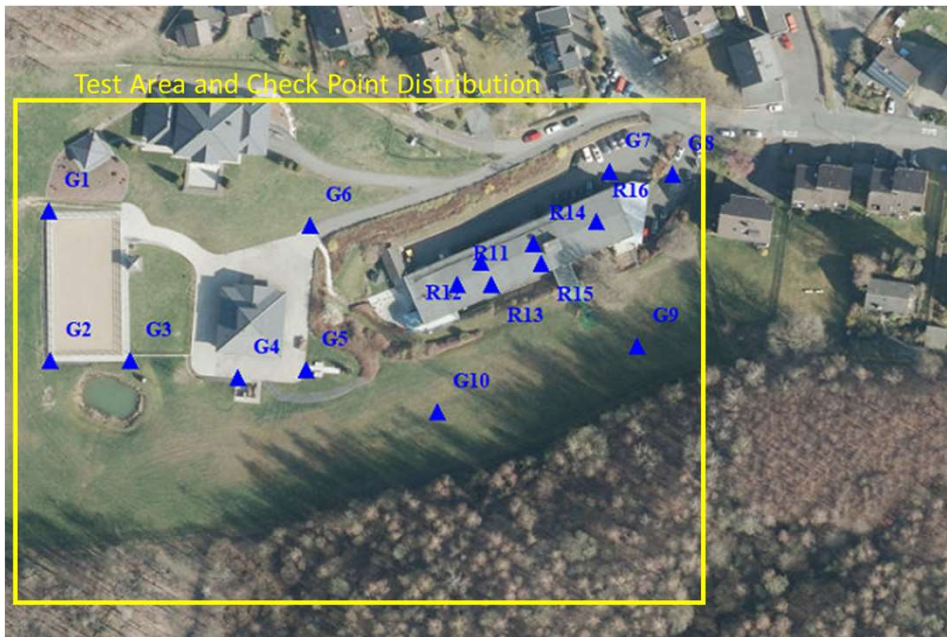 Test Area and Check Point Distribution
G7
G8
G1
G6
R16
R14
R11
R12
R15
R13
G2
G3
G4
G5
G9
G10